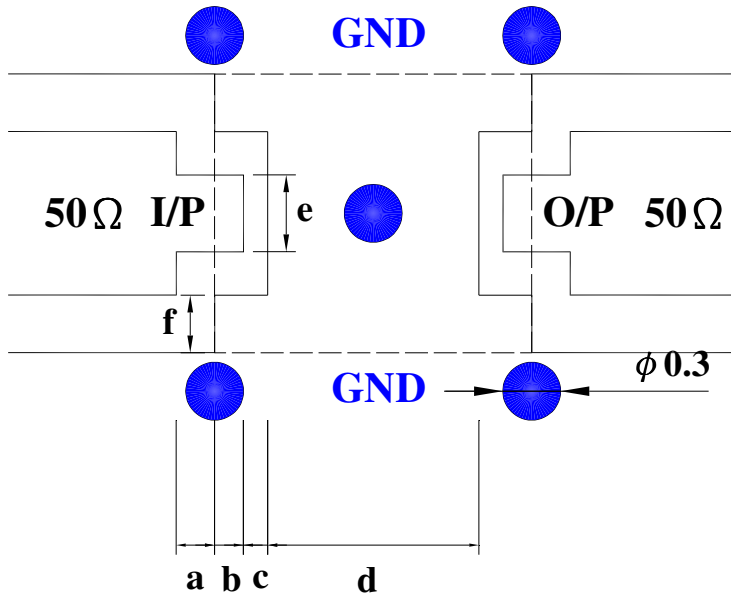 GND
50Ω I/P e O/P 50Ω
f
GND
ϕ0.3
a b c d